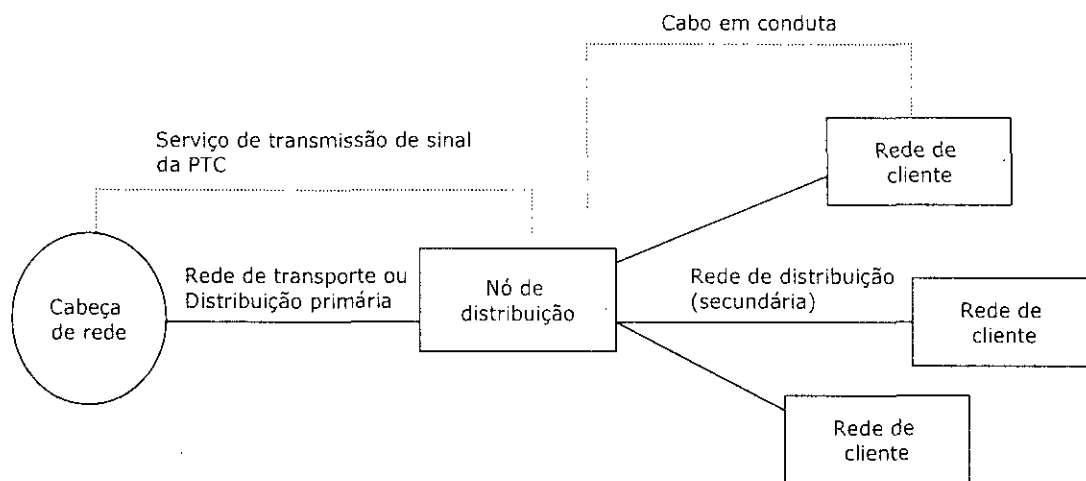 Cabo em conduta
Serviço de transmissão de sinal
da PTC
Rede de
cliente
Cabeça
de rede
Rede de transporte ou
Distribuição primária
Nó de
distribuição
Rede de distribuição
(secundária)
Rede de
cliente
Rede de
cliente